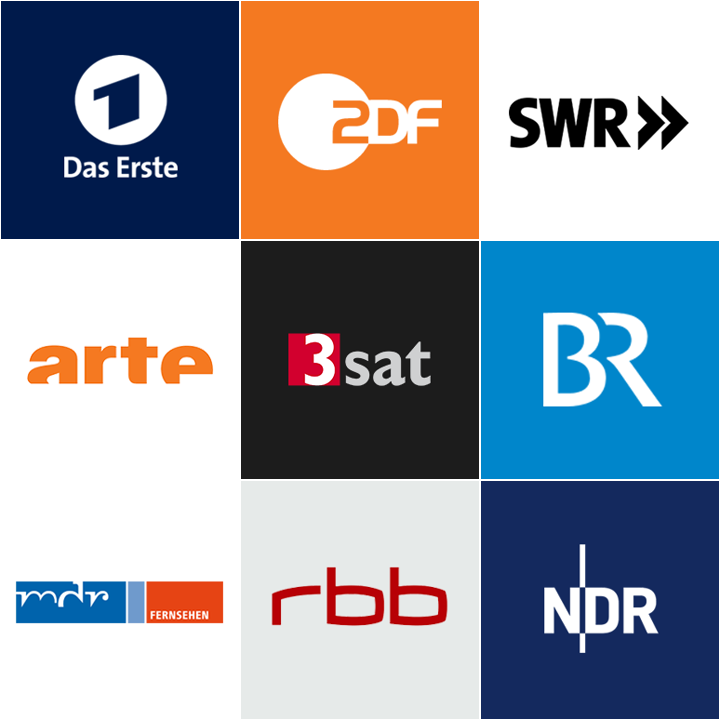 1
Das Erste
2DF
SWR
arte
3sat
BR
mdr
FERNSEHEN
rbb
NDR